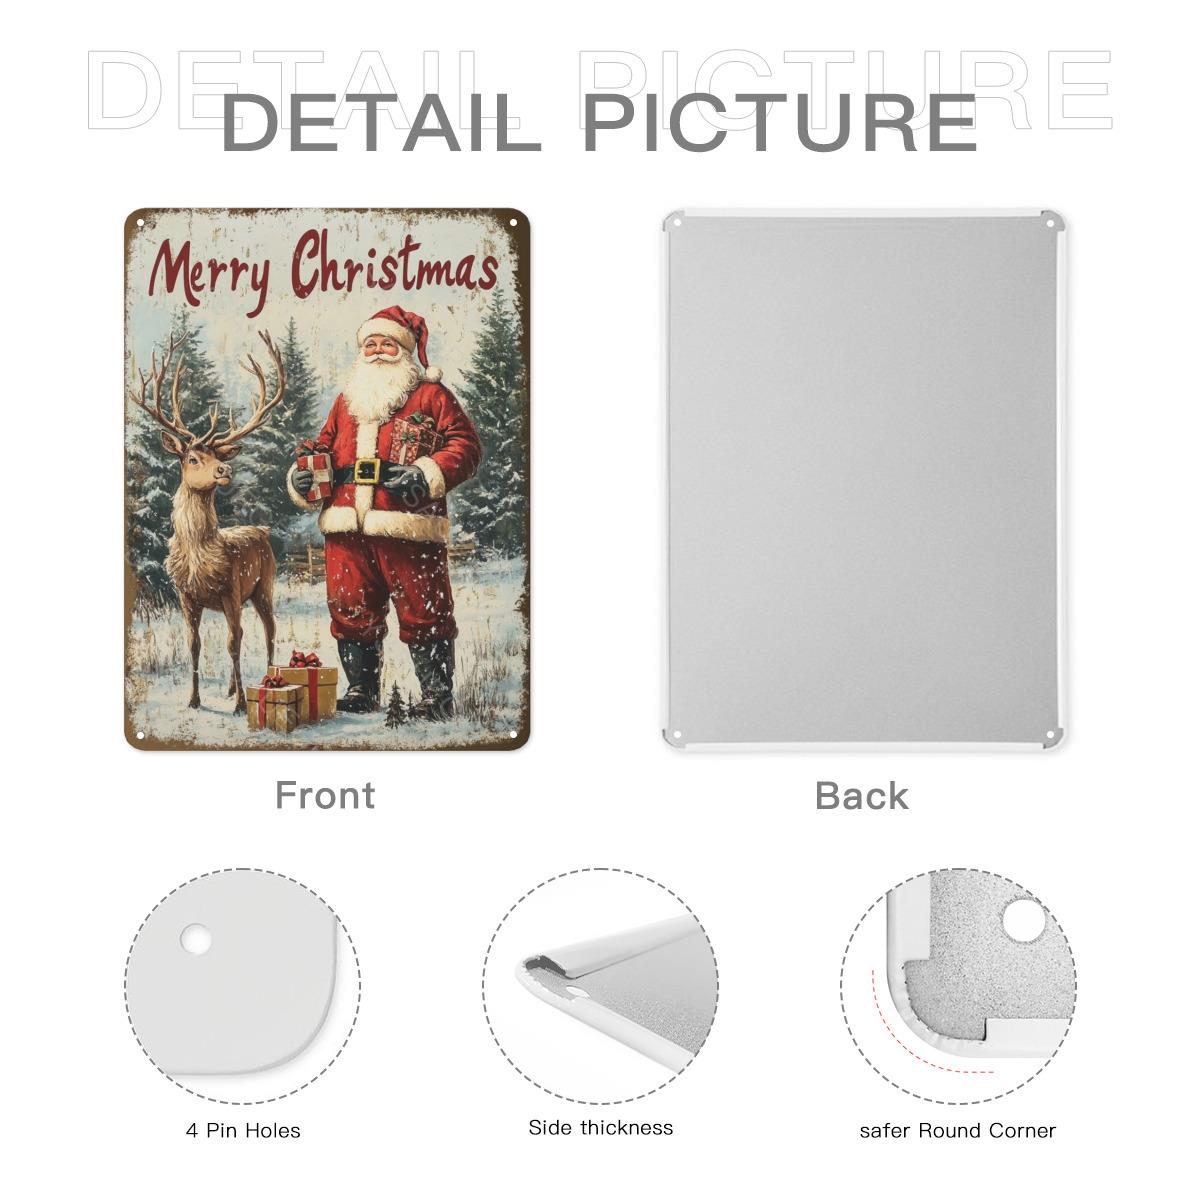 DETAIL PICTURE
DETAIL PICTURE
Merry Christmas
Front
Back
4 Pin Holes
Side thickness
safer Round Corner